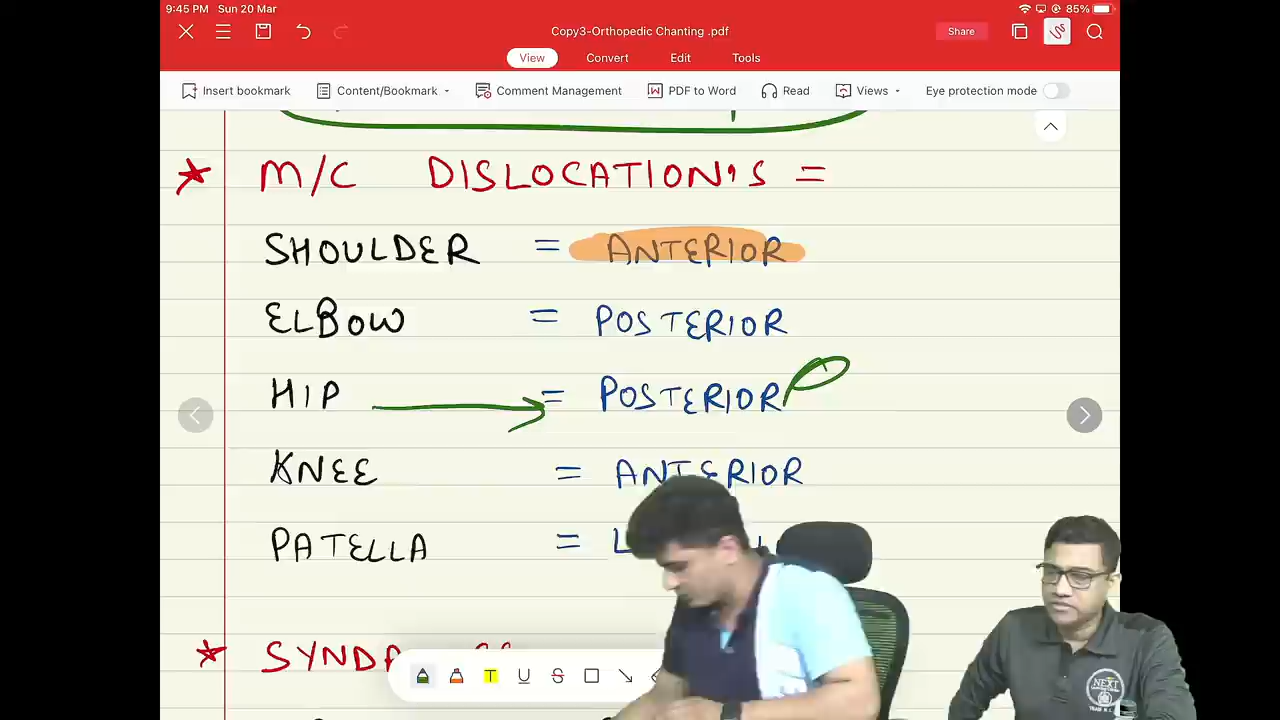 9:45 PM Sun 20 Mar 85%
Copy3-Orthopedic Chanting .pdf
Share
View Convert Edit Tools
Insert bookmark Content/Bookmark Comment Management PDF to Word Read Views Eye protection mode
* M/C DISLOCATION'S =
SHOULDER = ANTERIOR
ELBOW = POSTERIOR
HIP = POSTERIOR
KNEE = ANTERIOR
PATELLA =
*
NEXT